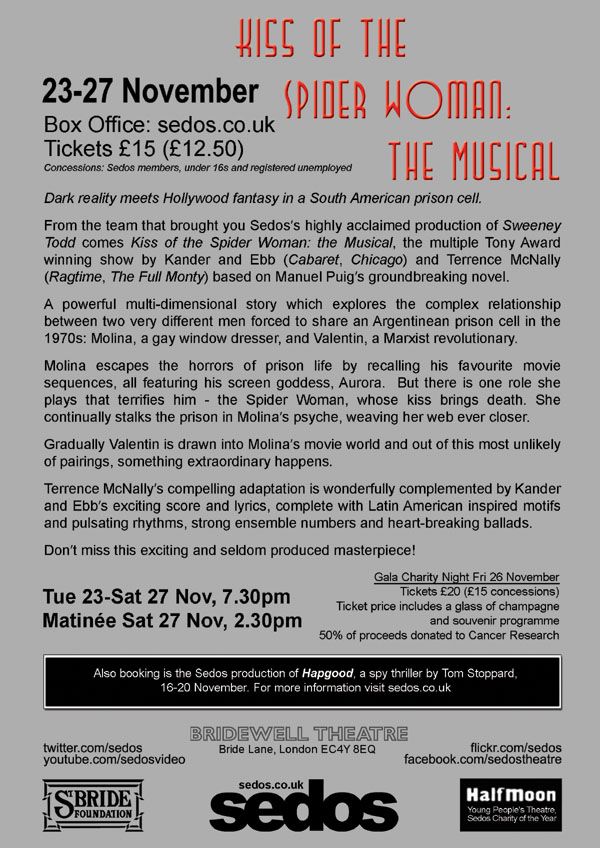 KISS OF THE
SPIDER WOMAN:
THE MUSICAL
23-27 November
Box Office: sedos.co.uk
Tickets £15 (£12.50)
Concessions: Sedos members, under 16s and registered unemployed
Dark reality meets Hollywood fantasy in a South American prison cell.
From the team that brought you Sedos's highly acclaimed production of Sweeney
Todd comes Kiss of the Spider Woman: the Musical, the multiple Tony Award
winning show by Kander and Ebb (Cabaret, Chicago) and Terrence McNally
(Ragtime, The Full Monty) based on Manuel Puig's groundbreaking novel.
A powerful multi-dimensional story which explores the complex relationship
between two very different men forced to share an Argentinean prison cell in the
1970s: Molina, a gay window dresser, and Valentin, a Marxist revolutionary.
Molina escapes the horrors of prison life by recalling his favourite movie
sequences, all featuring his screen goddess, Aurora. But there is one role she
plays that terrifies him - the Spider Woman, whose kiss brings death. She
continually stalks the prison in Molina's psyche, weaving her web ever closer.
Gradually Valentin is drawn into Molina's movie world and out of this most unlikely
of pairings, something extraordinary happens.
Terrence McNally's compelling adaptation is wonderfully complemented by Kander
and Ebb's exciting score and lyrics, complete with Latin American inspired motifs
and pulsating rhythms, strong ensemble numbers and heart-breaking ballads.
Don't miss this exciting and seldom produced masterpiece!
Tue 23-Sat 27 Nov, 7.30pm
Matinée Sat 27 Nov, 2.30pm
Gala Charity Night Fri 26 November
Tickets £20 (£15 concessions)
Ticket price includes a glass of champagne
and souvenir programme
50% of proceeds donated to Cancer Research
Also booking is the Sedos production of Hapgood, a spy thriller by Tom Stoppard,
16-20 November. For more information visit sedos.co.uk
BRIDEWELL THEATRE
Bride Lane, London EC4Y 8EQ
twitter.com/sedos
youtube.com/sedosvideo
flickr.com/sedos
facebook.com/sedostheatre
ST BRIDE
FOUNDATION
sedos.co.uk
sedos
Half Moon
Young People's Theatre,
Sedos Charity of the Year